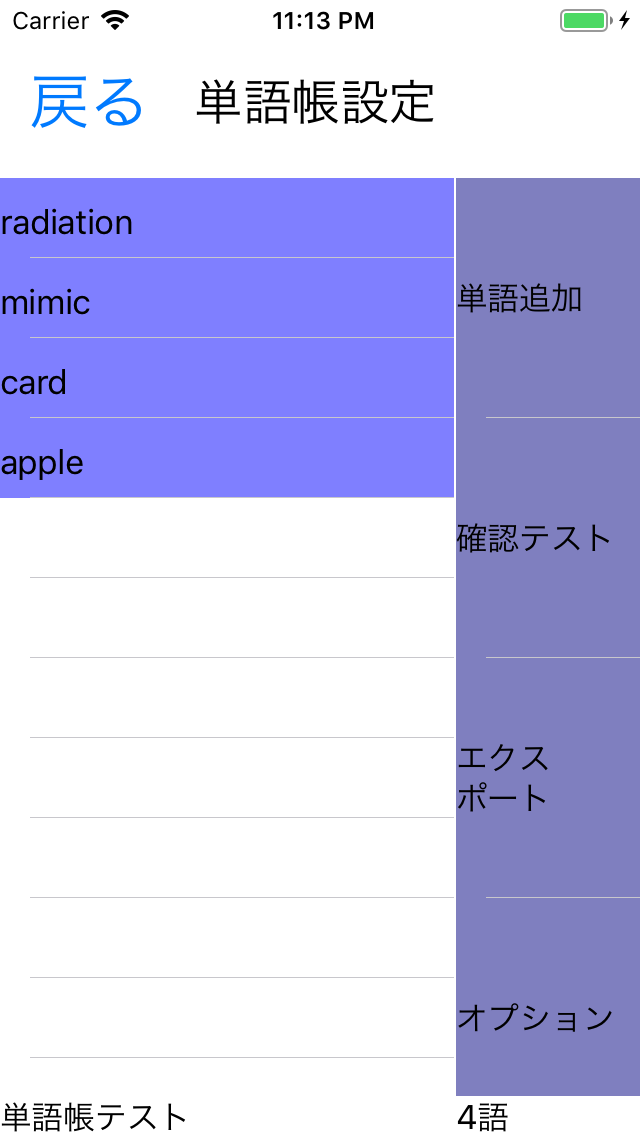 Carrier 11:13 PM
戻る 単語帳設定
radiation
mimic
card
apple
単語追加
確認テスト
エクス
ポート
オプション
単語帳テスト 4語